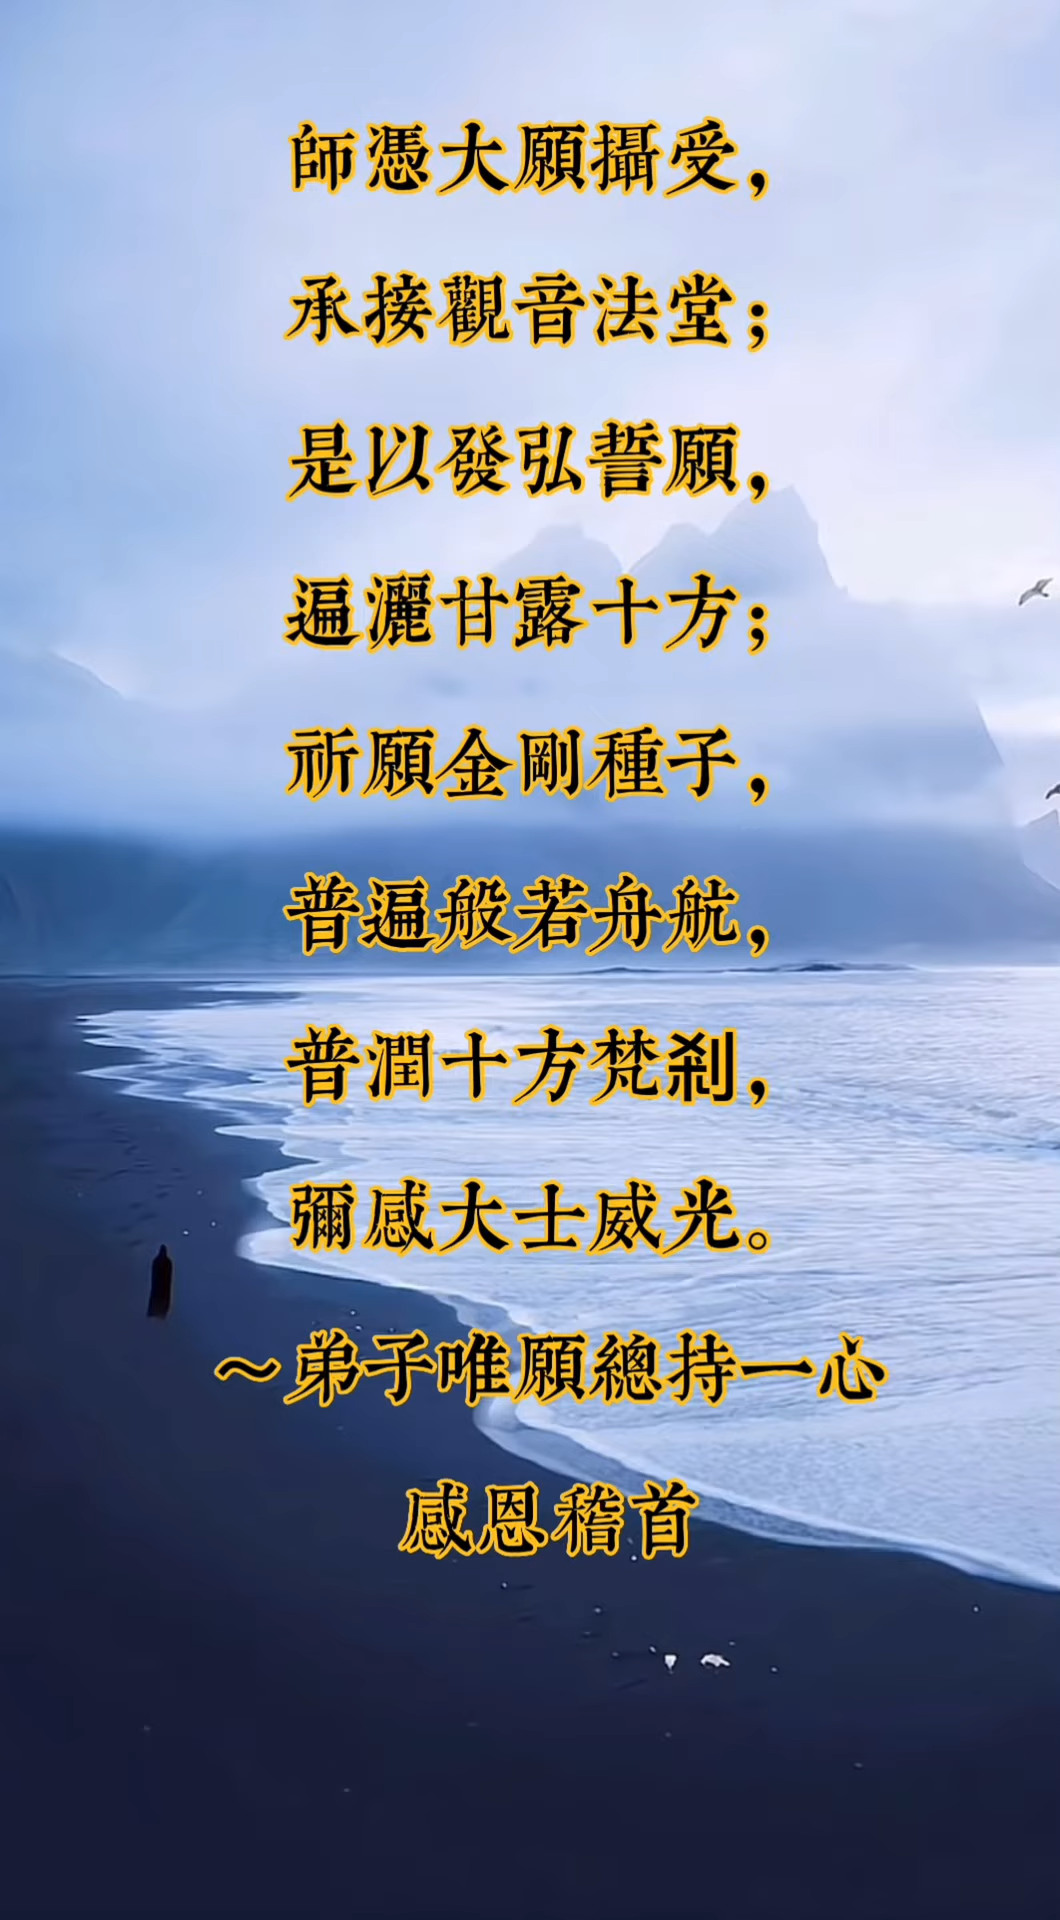 師憑大願攝受，
承接觀音法堂；
是以發弘誓願，
遍灑甘露十方；
祈願金剛種子，
普遍般若舟航，
普潤十方梵剎，
彌感大士威光。
～弟子唯願總持一心
感恩稽首